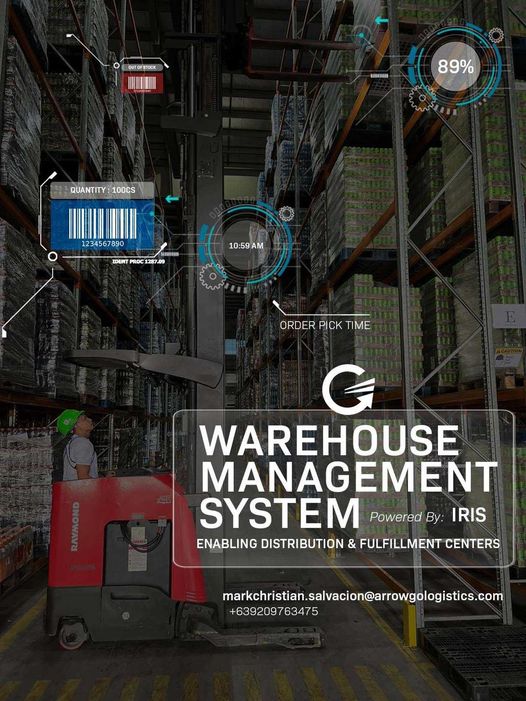 89%
OUT OF STOCK
QUANTITY : 100CS
1234567890
IDENT PROC 1287.09
10:59 AM
ORDER PICK TIME
E
WAREHOUSE
MANAGEMENT
SYSTEM Powered By: IRIS
ENABLING DISTRIBUTION & FULFILLMENT CENTERS
RAYMOND
markchristian.salvacion@arrowgologistics.com
+639209763475